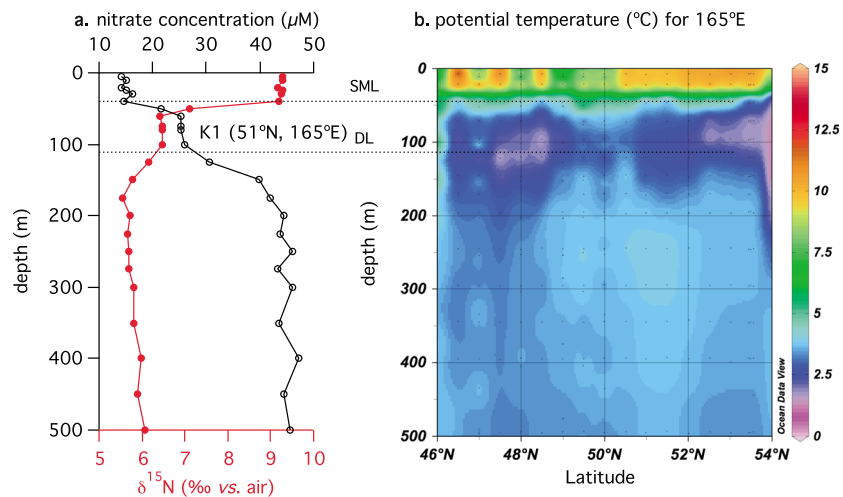 a. nitrate concentration (µM)
10 20 30 40 50
0
100
200
300
400
500
depth (m)
SML
K1 (51ºN, 165ºE)
DL
5 6 7 8 9 10
δ15N (‰ vs. air)
b. potential temperature (ºC) for 165ºE
0
100
200
300
400
500
depth (m)
46°N 48°N 50°N 52°N 54°N
Latitude
Ocean Data View
15
12.5
10
7.5
5
2.5
0